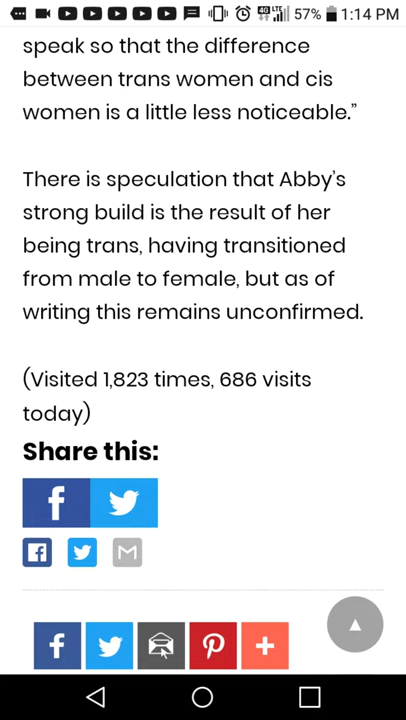 57% 1:14 PM
speak so that the difference
between trans women and cis
women is a little less noticeable.”
There is speculation that Abby’s
strong build is the result of her
being trans, having transitioned
from male to female, but as of
writing this remains unconfirmed.
(Visited 1,823 times, 686 visits
today)
Share this: